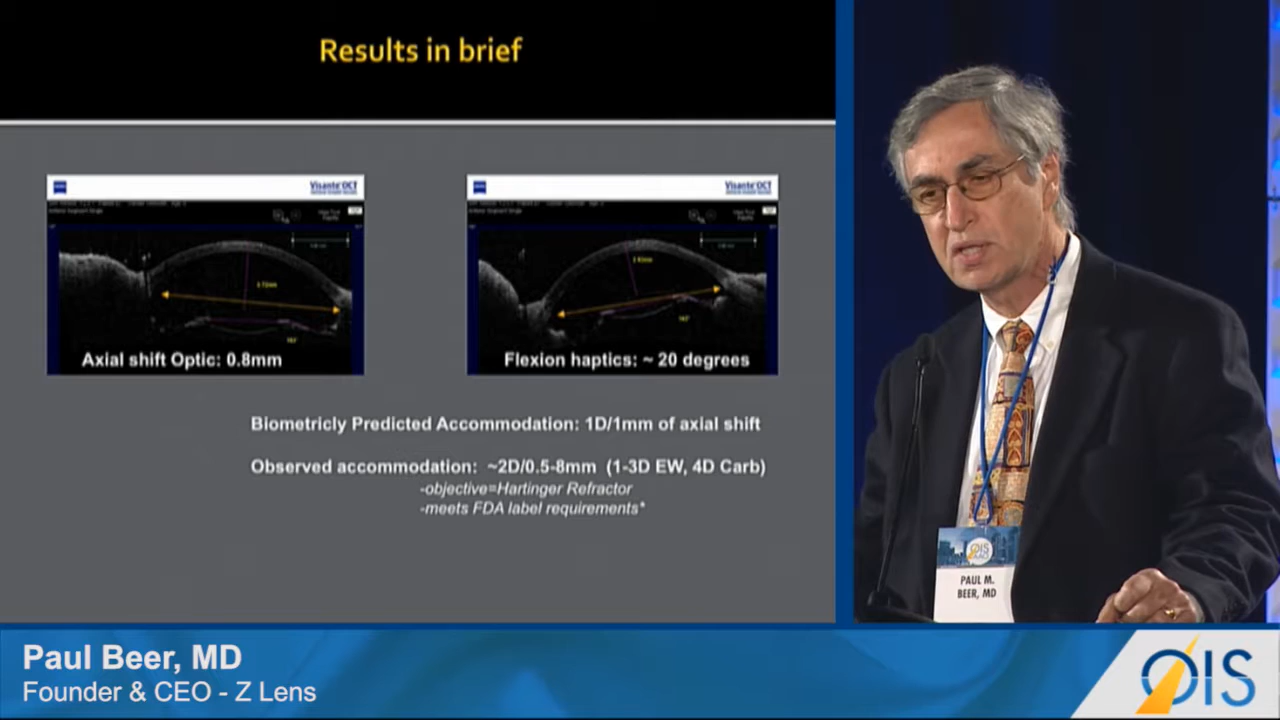 Results in brief
Visante OCT
Visante OCT
Axial shift Optic: 0.8mm
Flexion haptics: ~ 20 degrees
Biometricly Predicted Accommodation: 1D/1mm of axial shift
Observed accommodation: ~2D/0.5-8mm (1-3D EW, 4D Carb)
-objective=Hartinger Refractor
-meets FDA label requirements*
OIS
PAUL M.
BEER, MD
Paul Beer, MD
Founder & CEO - Z Lens
OIS